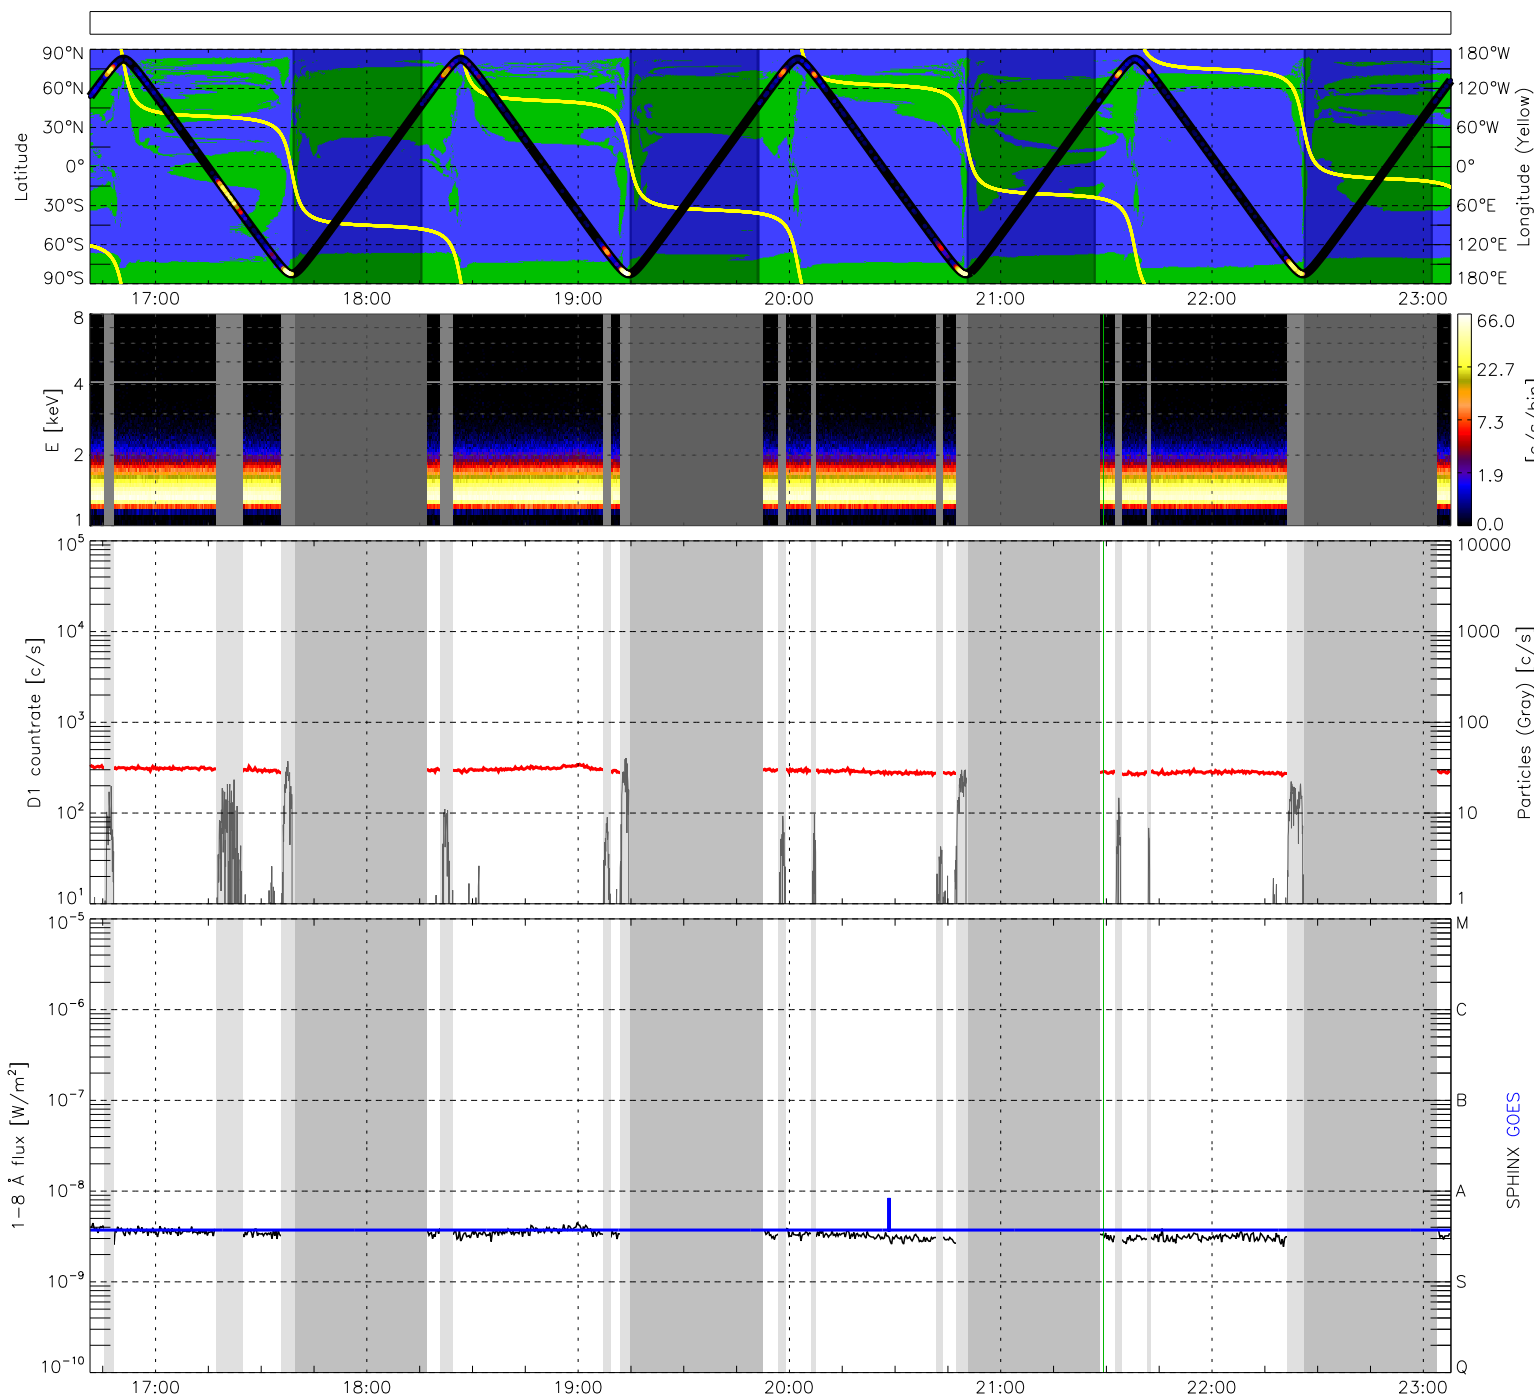 90°N
60°N
30°N
0°
30°S
60°S
90°S
Latitude
180°W
120°W
60°W
0°
60°E
120°E
180°E
Longitude (Yellow)
17:00 18:00 19:00 20:00 21:00 22:00 23:00
8
4
2
1
E [keV]
66.0
22.7
7.3
1.9
0.0
[c/s/bin]
10⁵
10⁴
10³
10²
10¹
D1 countrate [c/s]
10000
1000
100
10
1
Particles (Gray) [c/s]
10⁻⁵
10⁻⁶
10⁻⁷
10⁻⁸
10⁻⁹
10⁻¹⁰
1−8 Å flux [W/m²]
M
C
B
A
S
Q
SPHINX GOES
17:00 18:00 19:00 20:00 21:00 22:00 23:00